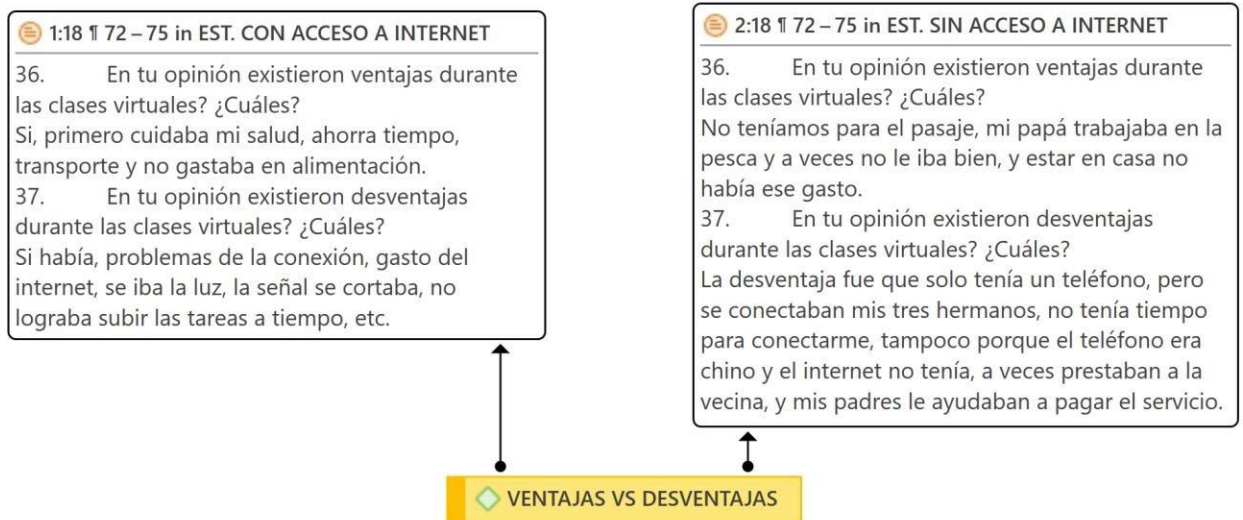 1:18 ¶ 72 – 75 in EST. CON ACCESO A INTERNET
36. En tu opinión existieron ventajas durante
las clases virtuales? ¿Cuáles?
Si, primero cuidaba mi salud, ahorra tiempo,
transporte y no gastaba en alimentación.
37. En tu opinión existieron desventajas
durante las clases virtuales? ¿Cuáles?
Si había, problemas de la conexión, gasto del
internet, se iba la luz, la señal se cortaba, no
lograba subir las tareas a tiempo, etc.
2:18 ¶ 72 – 75 in EST. SIN ACCESO A INTERNET
36. En tu opinión existieron ventajas durante
las clases virtuales? ¿Cuáles?
No teníamos para el pasaje, mi papá trabajaba en la
pesca y a veces no le iba bien, y estar en casa no
había ese gasto.
37. En tu opinión existieron desventajas
durante las clases virtuales? ¿Cuáles?
La desventaja fue que solo tenía un teléfono, pero
se conectaban mis tres hermanos, no tenía tiempo
para conectarme, tampoco porque el teléfono era
chino y el internet no tenía, a veces prestaban a la
vecina, y mis padres le ayudaban a pagar el servicio.
VENTAJAS VS DESVENTAJAS